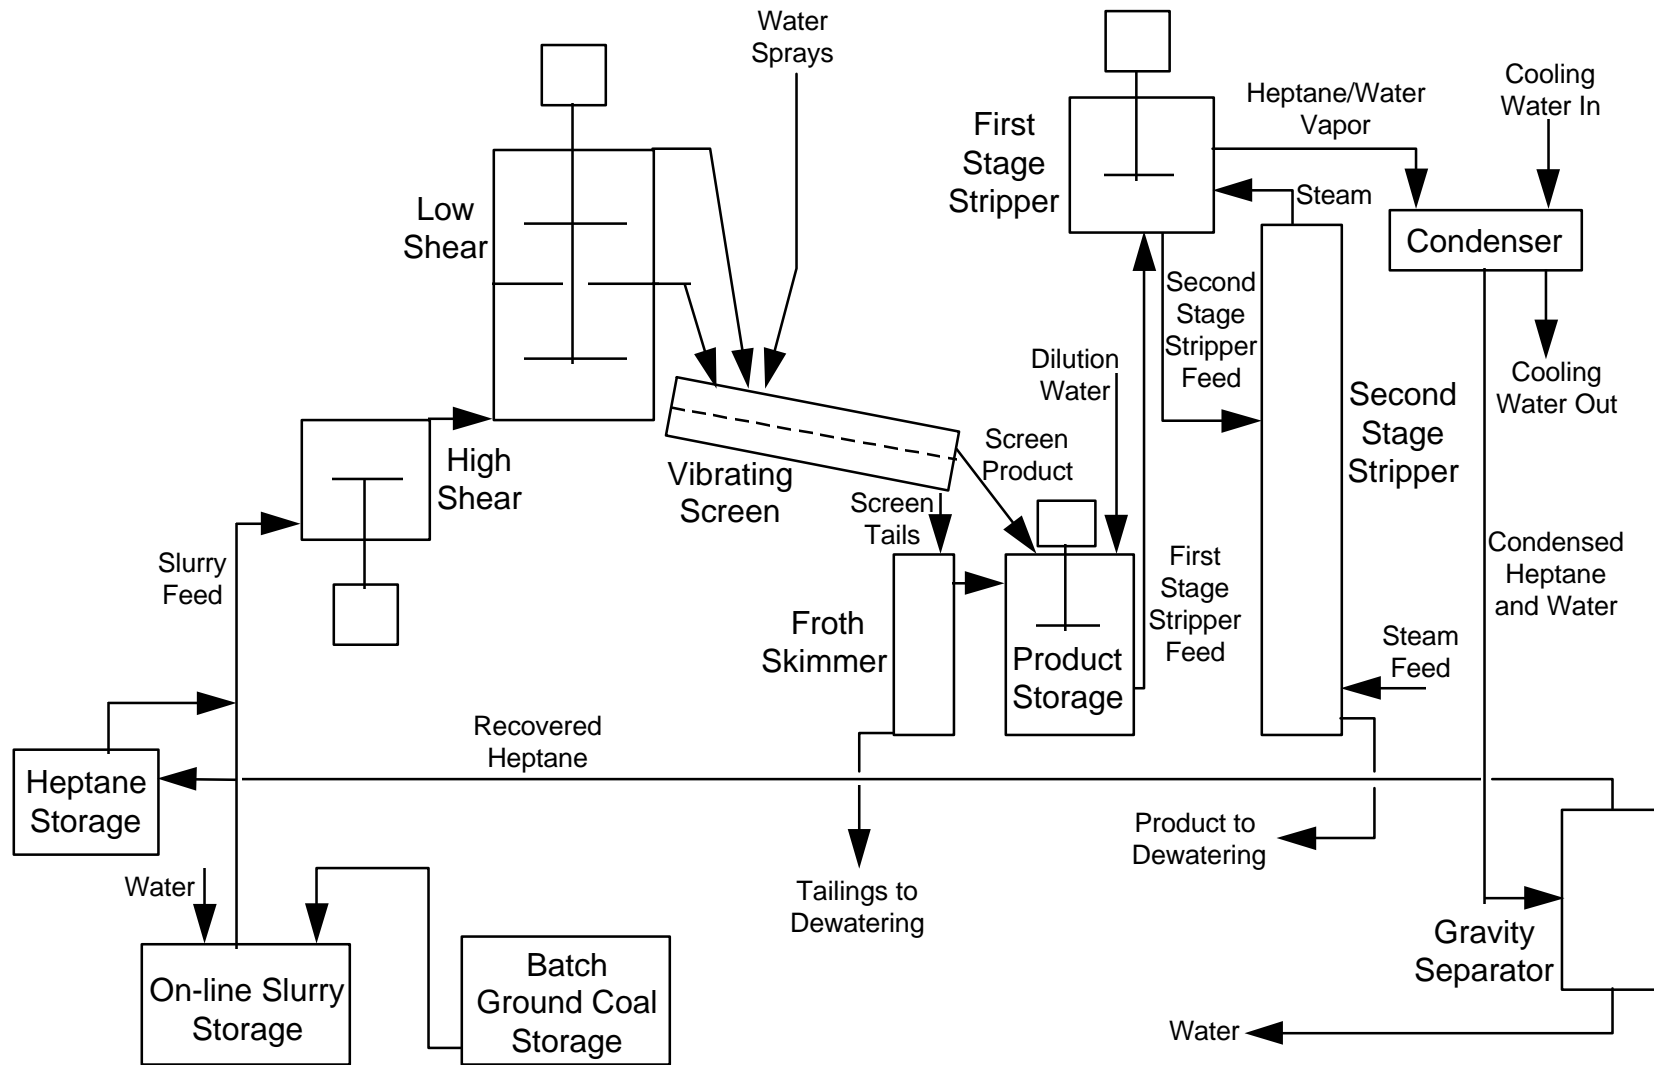 Water
Sprays
Cooling
Water In
Heptane/Water
Vapor
First
Stage
Stripper
Steam
Low
Shear
Condenser
Second
Stage
Stripper
Feed
Dilution
Water
Cooling
Water Out
Second
Stage
Stripper
High
Shear
Vibrating
Screen
Screen
Product
Screen
Tails
Slurry
Feed
First
Stage
Stripper
Feed
Condensed
Heptane
and Water
Froth
Skimmer
Product
Storage
Steam
Feed
Recovered
Heptane
Heptane
Storage
Product to
Dewatering
Water
Tailings to
Dewatering
Gravity
Separator
On-line Slurry
Storage
Batch
Ground Coal
Storage
Water